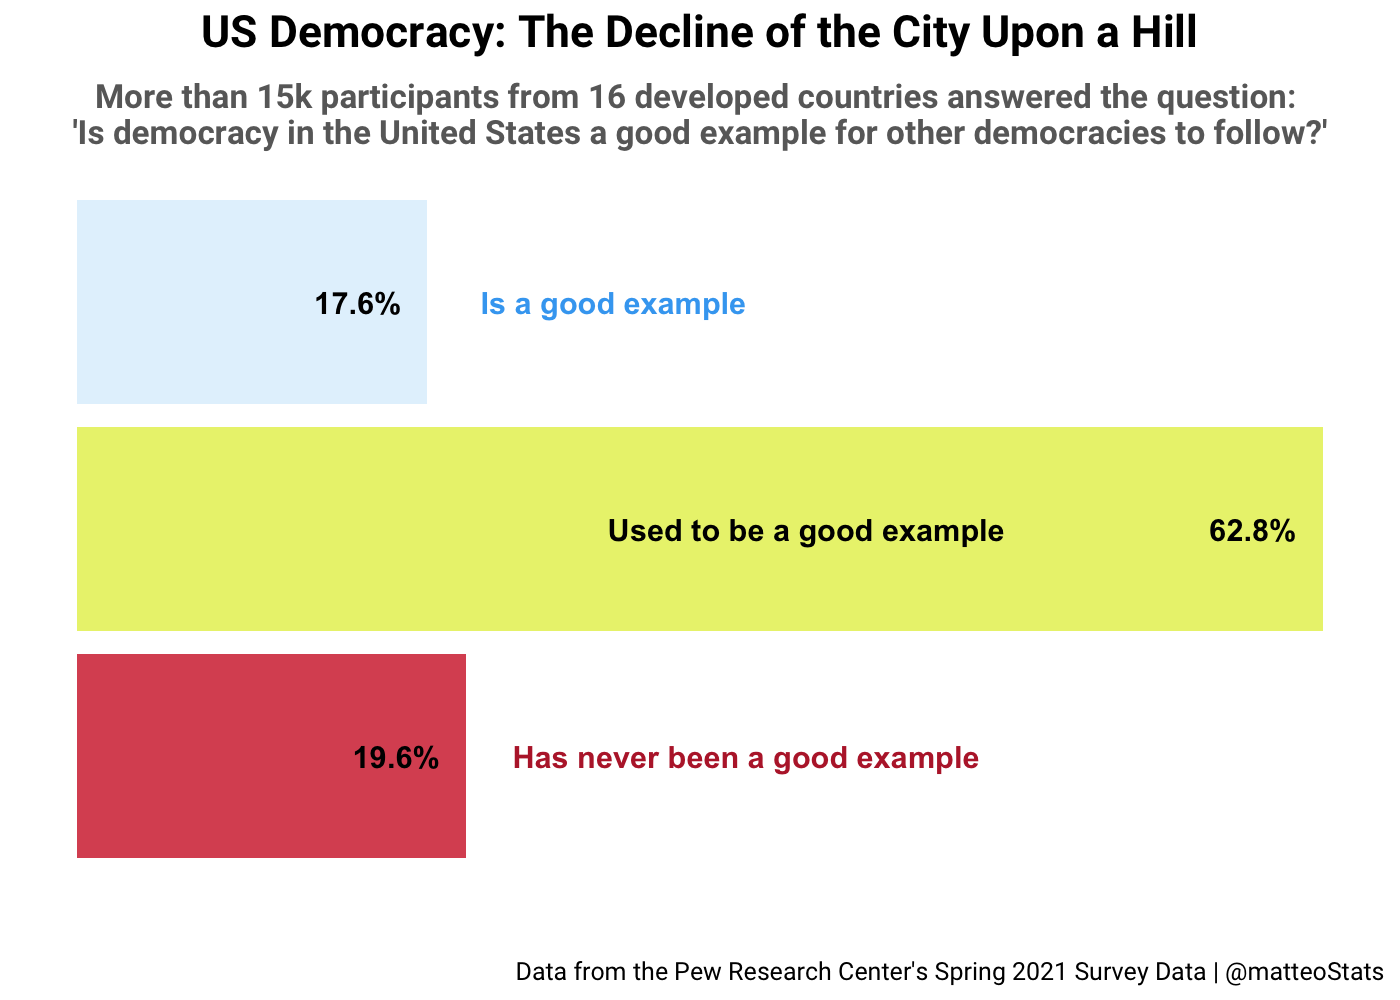 US Democracy: The Decline of the City Upon a Hill
More than 15k participants from 16 developed countries answered the question:
'Is democracy in the United States a good example for other democracies to follow?'
17.6% Is a good example
Used to be a good example 62.8%
19.6% Has never been a good example
Data from the Pew Research Center's Spring 2021 Survey Data | @matteoStats